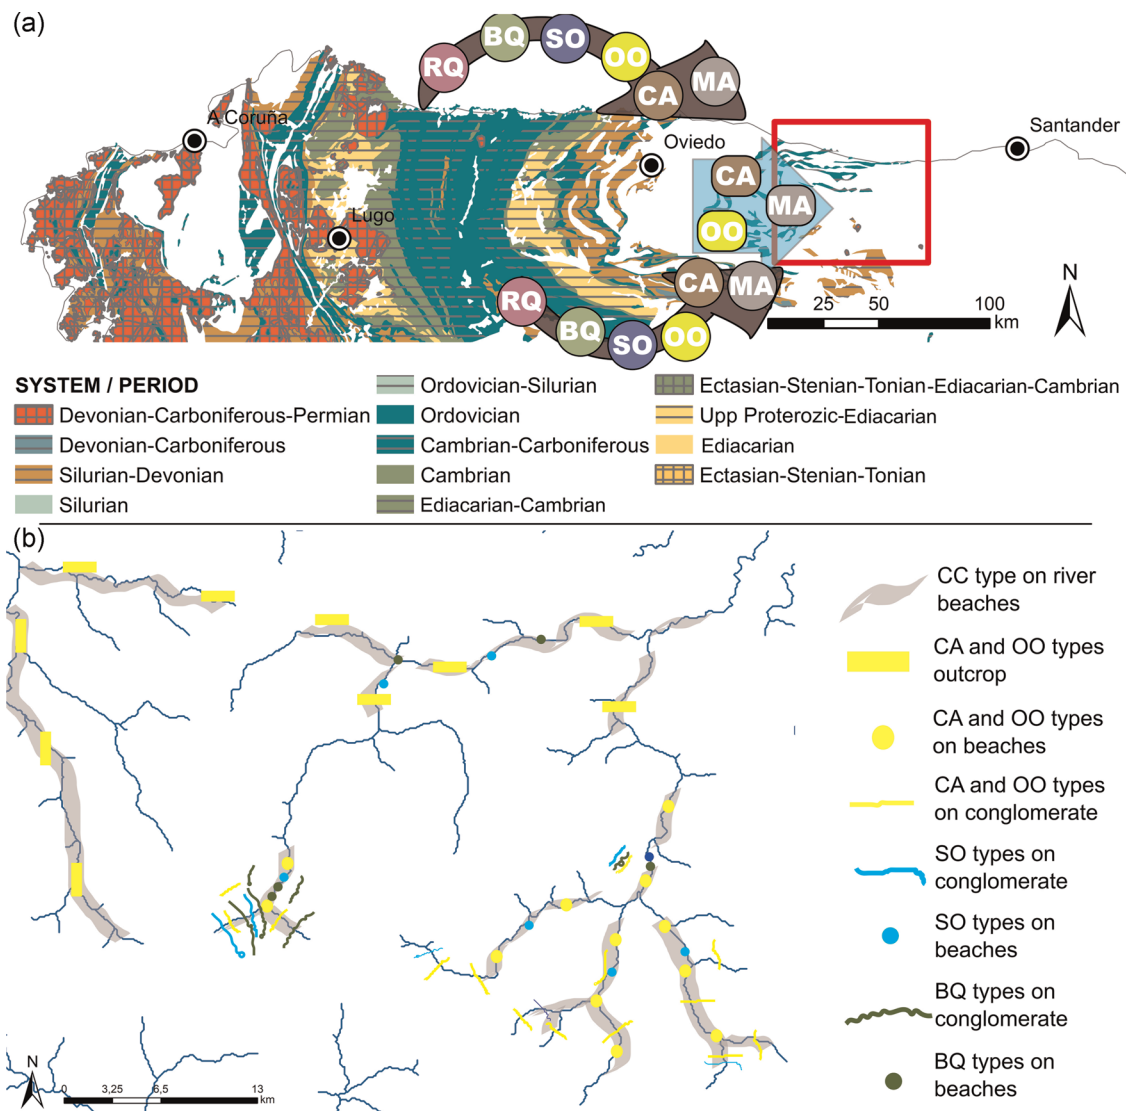 (a)
RQ
BQ
SO
OO
CA
MA
A Coruña
Oviedo
Santander
Lugo
CA
MA
OO
CA
MA
RQ
BQ
SO
OO
N
25 50 100
km
SYSTEM / PERIOD
Devonian-Carboniferous-Permian
Devonian-Carboniferous
Silurian-Devonian
Silurian
Ordovician-Silurian
Ordovician
Cambrian-Carboniferous
Cambrian
Ediacarian-Cambrian
Ectasian-Stenian-Tonian-Ediacarian-Cambrian
Upp Proterozic-Ediacarian
Ediacarian
Ectasian-Stenian-Tonian
(b)
CC type on river
beaches
CA and OO types
outcrop
CA and OO types
on beaches
CA and OO types
on conglomerate
SO types on
conglomerate
SO types on
beaches
BQ types on
conglomerate
BQ types on
beaches
N
0 3,25 6,5 13
km